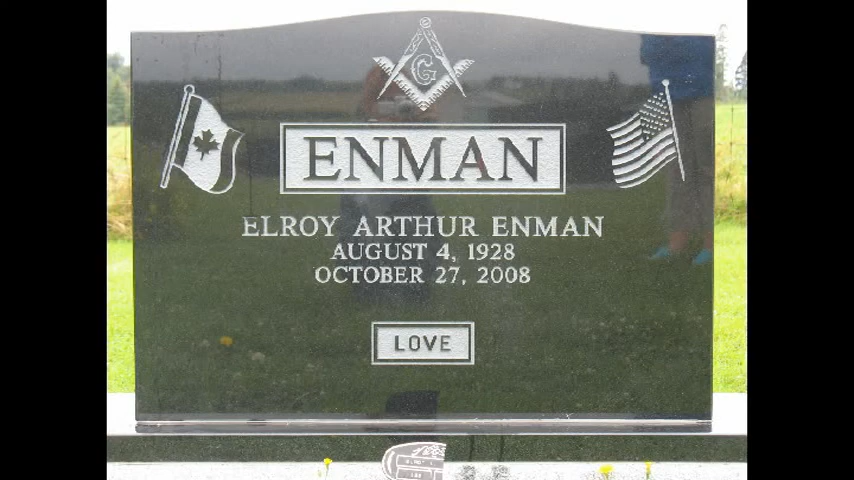 G
ENMAN
ELROY ARTHUR ENMAN
AUGUST 4, 1928
OCTOBER 27, 2008
LOVE